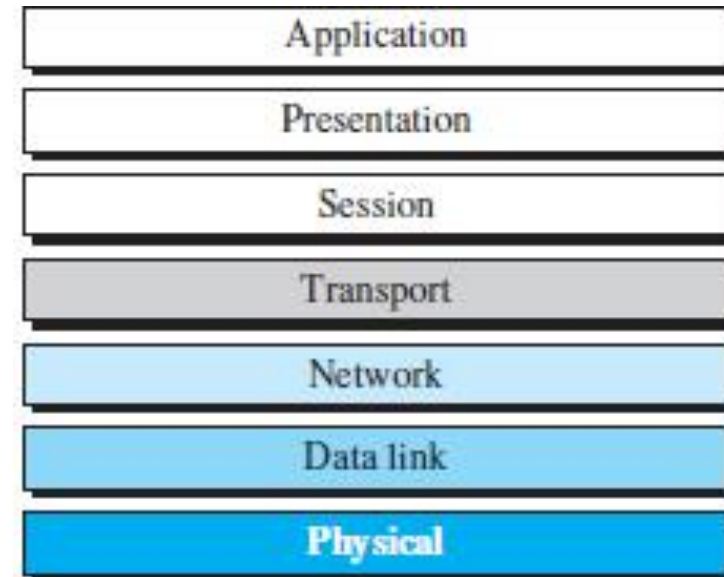 Application
Presentation
Session
Transport
Network
Data link
Physical